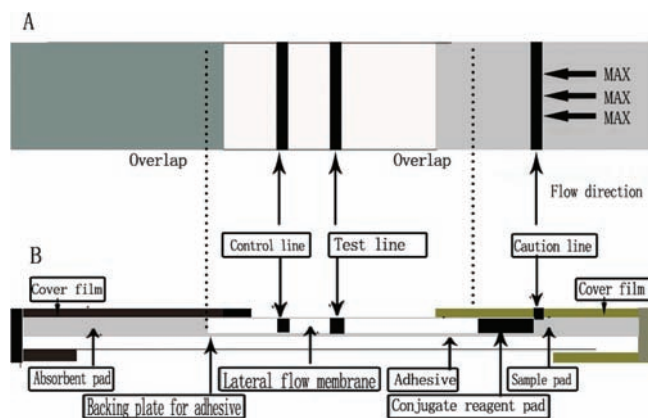 A
MAX
MAX
MAX
Overlap
Overlap
Flow direction
Control line
Test line
Caution line
B
Cover film
Cover film
Absorbent pad
Lateral flow membrane
Adhesive
Sample pad
Backing plate for adhesive
Conjugate reagent pad